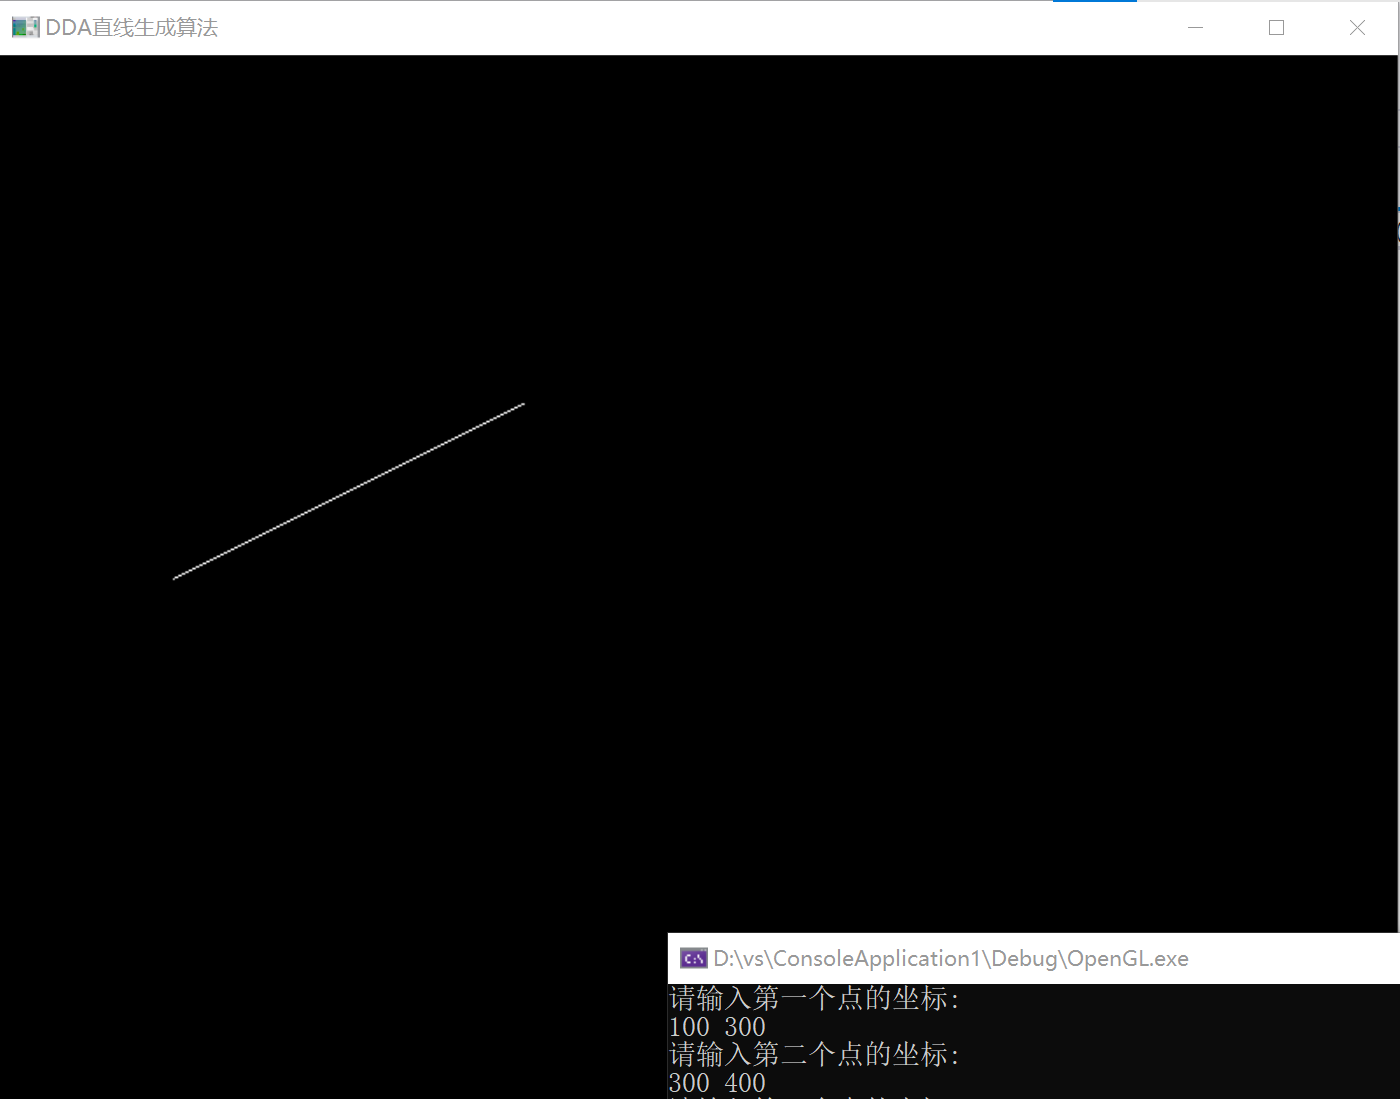 DDA直线生成算法
D:\vs\ConsoleApplication1\Debug\OpenGL.exe
请输入第一个点的坐标:
100 300
请输入第二个点的坐标:
300 400